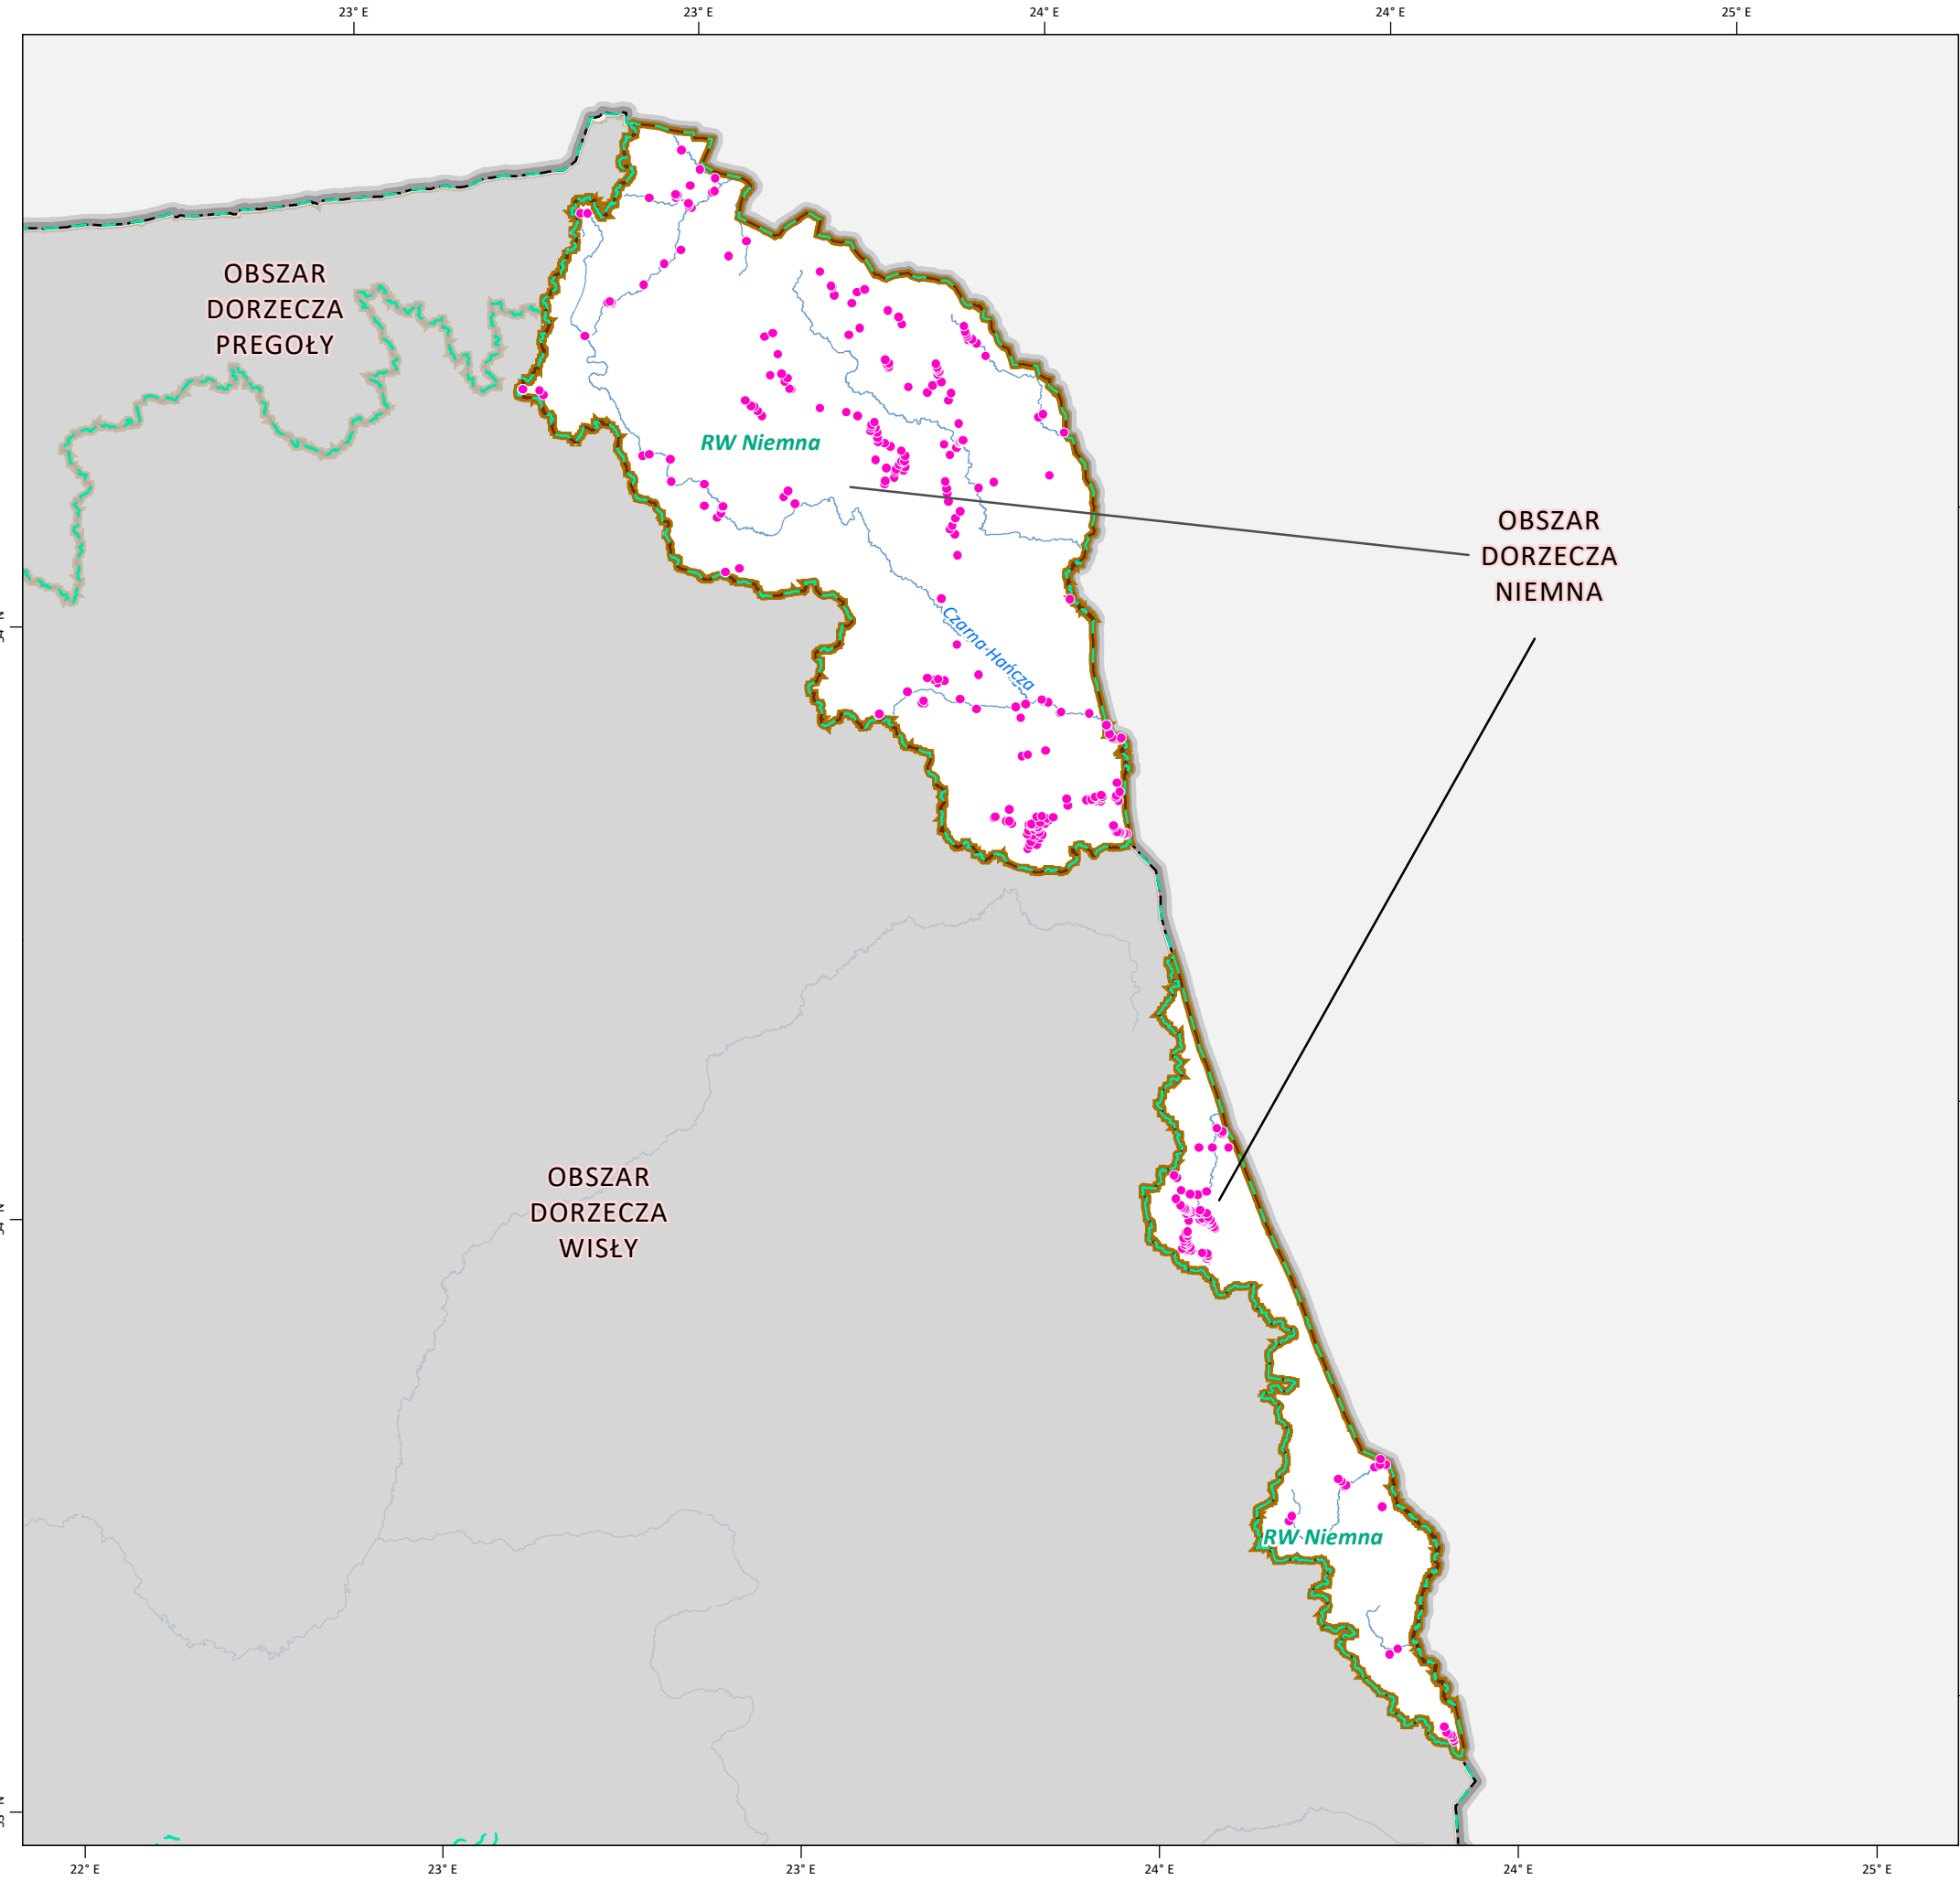 23° E
23° E
24° E
24° E
25° E
OBSZAR
DORZECZA
PREGOŁY
RW Niemna
OBSZAR
DORZECZA
NIEMNA
Czarna Hańcza
OBSZAR
DORZECZA
WISŁY
RW Niemna
22° E
23° E
23° E
24° E
24° E
25° E